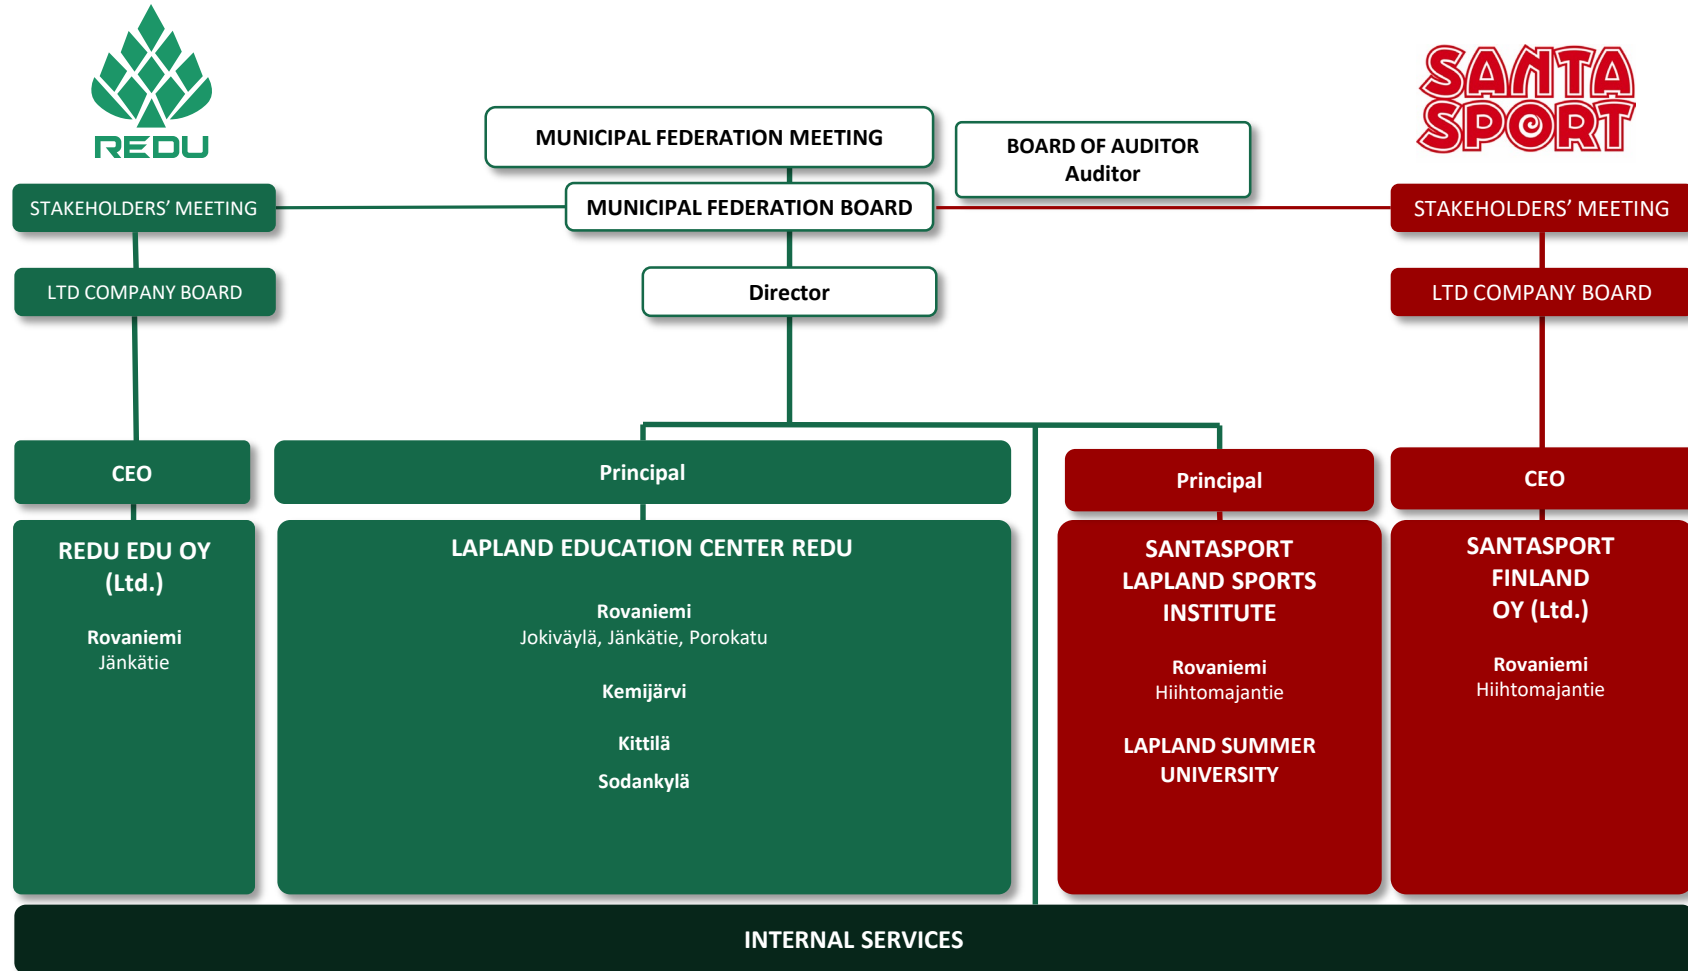 REDU
SANTA
SPORT
MUNICIPAL FEDERATION MEETING
BOARD OF AUDITOR
Auditor
STAKEHOLDERS’ MEETING
MUNICIPAL FEDERATION BOARD
STAKEHOLDERS’ MEETING
LTD COMPANY BOARD
Director
LTD COMPANY BOARD
CEO
Principal
Principal
CEO
REDU EDU OY
(Ltd.)
Rovaniemi
Jänkätie
LAPLAND EDUCATION CENTER REDU
Rovaniemi
Jokiväylä, Jänkätie, Porokatu
Kemijärvi
Kittilä
Sodankylä
SANTASPORT
LAPLAND SPORTS
INSTITUTE
Rovaniemi
Hiihtomajantie
LAPLAND SUMMER
UNIVERSITY
SANTASPORT
FINLAND
OY (Ltd.)
Rovaniemi
Hiihtomajantie
INTERNAL SERVICES